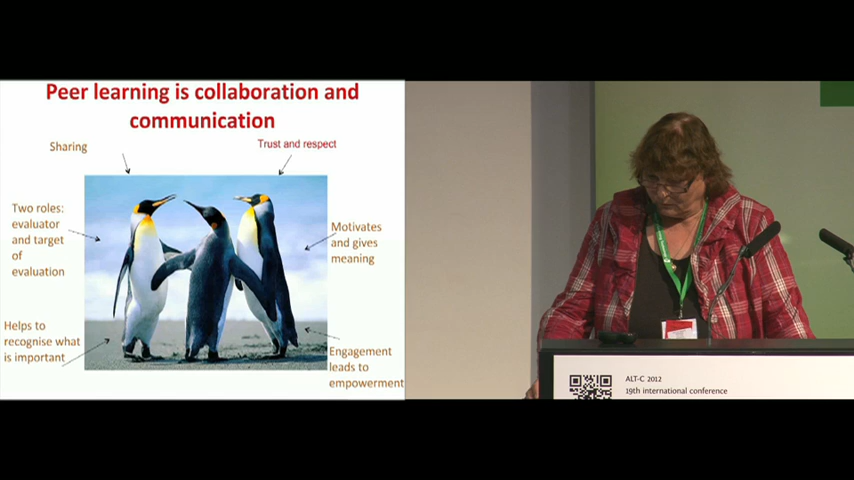 Peer learning is collaboration and
communication
Sharing
Trust and respect
Two roles:
evaluator
and target
of
evaluation
Motivates
and gives
meaning
Helps to
recognise what
is important
Engagement
leads to
empowerment
ALT-C 2012
19th international conference